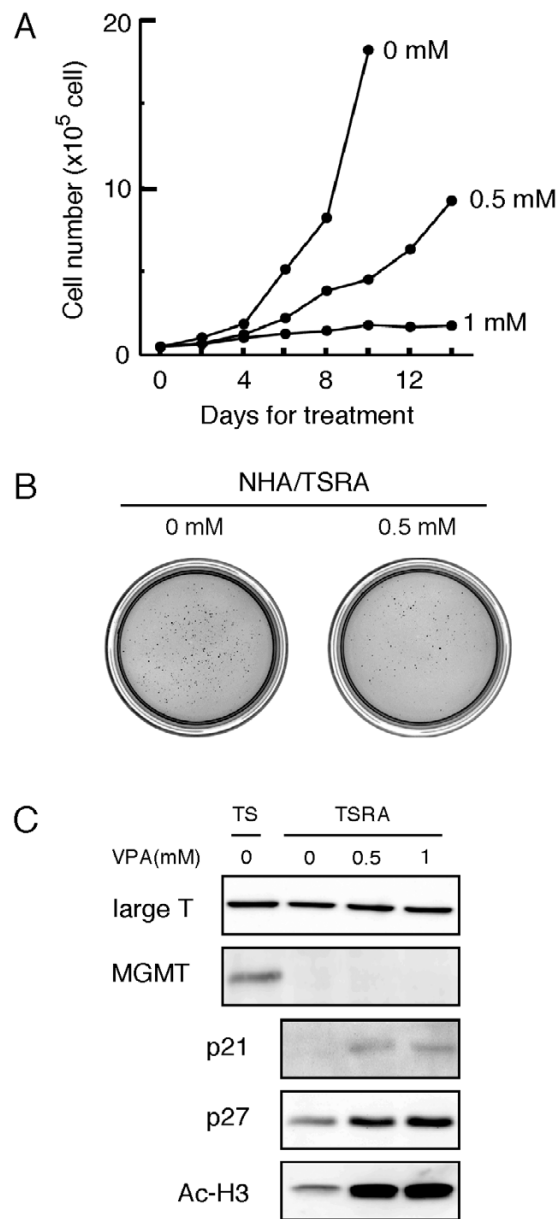 A
Cell number (x10⁵ cell)
20
10
0
0 mM
0.5 mM
1 mM
0 4 8 12
Days for treatment
B
NHA/TSRA
0 mM 0.5 mM
C
TS TSRA
VPA(mM) 0 0 0.5 1
large T
MGMT
p21
p27
Ac-H3